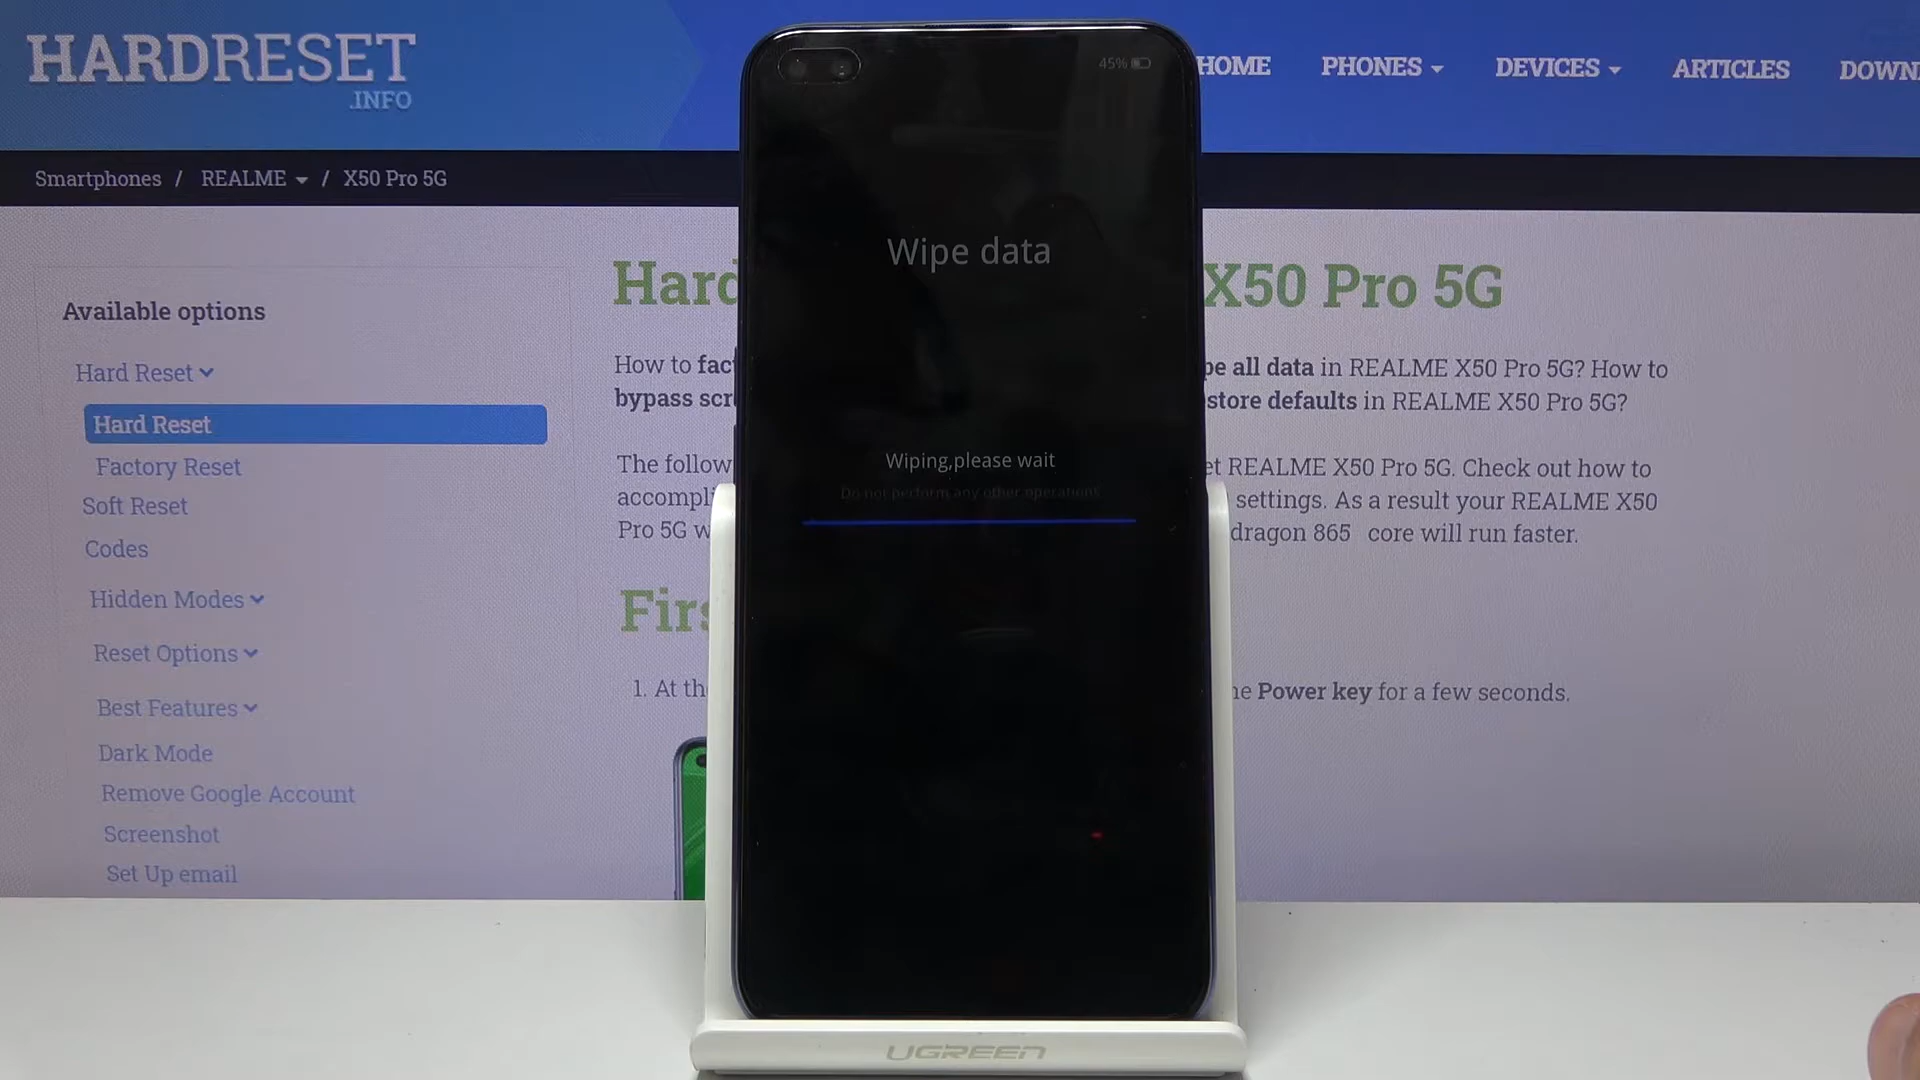 HARDRESET
.INFO
HOME PHONES DEVICES ARTICLES DOWN
Smartphones / REALME / X50 Pro 5G
Available options
Hard Reset
Hard Reset
Factory Reset
Soft Reset
Codes
Hidden Modes
Reset Options
Best Features
Dark Mode
Remove Google Account
Screenshot
Set Up email
Hard X50 Pro 5G
How to fac pe all data in REALME X50 Pro 5G? How to
bypass scr store defaults in REALME X50 Pro 5G?
The follow et REALME X50 Pro 5G. Check out how to
accompli settings. As a result your REALME X50
Pro 5G w dragon 865 core will run faster.
Firs
1. At th he Power key for a few seconds.
45%
Wipe data
Wiping,please wait
Do not perform any other operations
UGREEN